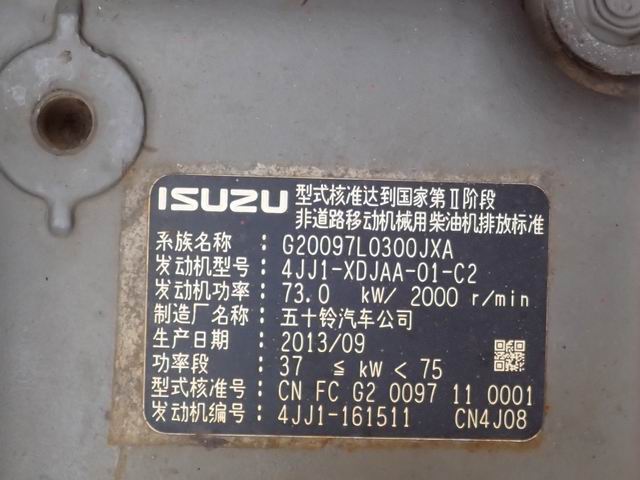 ISUZU 型式核准达到国家第Ⅱ阶段
非道路移动机械用柴油机排放标准
系族名称 : G20097L0300JXA
发动机型号: 4JJ1-XDJAA-01-C2
发动机功率: 73.0 kW/ 2000 r/min
制造厂名称: 五十铃汽车公司
生产日期 : 2013/09
功率段 : 37 ≦ kW < 75
型式核准号: CN FC G2 0097 11 0001
发动机编号: 4JJ1-161511 CN4J08